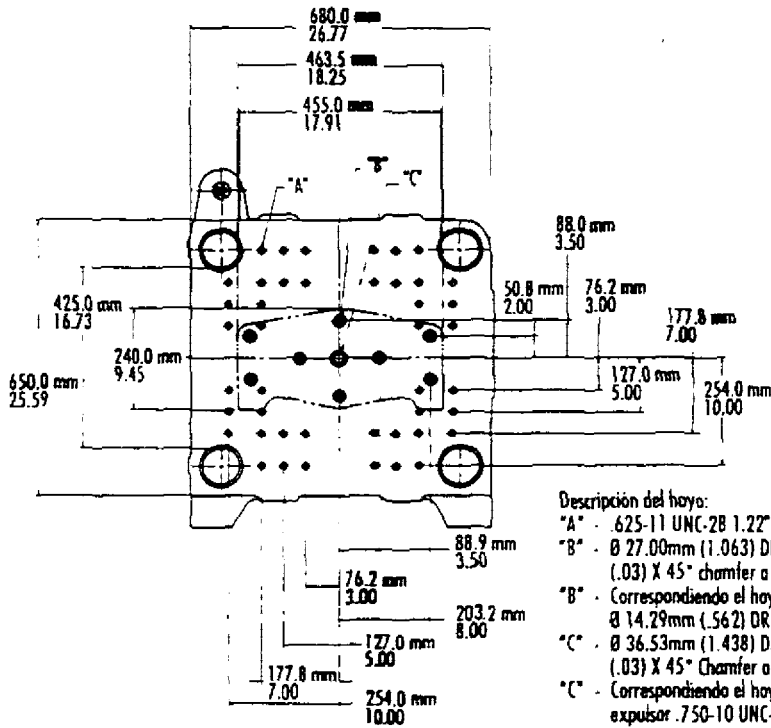 680.0 mm
26.77
463.5 mm
18.25
455.0 mm
17.91
"A"
"B"
"C"
88.0 mm
3.50
50.8 mm
2.00
76.2 mm
3.00
177.8 mm
7.00
425.0 mm
16.73
240.0 mm
9.45
127.0 mm
5.00
254.0 mm
10.00
650.0 mm
25.59
88.9 mm
3.50
76.2 mm
3.00
203.2 mm
8.00
127.0 mm
5.00
177.8 mm
7.00
254.0 mm
10.00
Descripción del hoyo:
"A" - .625-11 UNC-2B 1.22"
"B" - Ø 27.00mm (1.063) D
(.03) X 45° chamfer a
"B" - Correspondiendo el hoy
Ø 14.29mm (.562) DR
"C" - Ø 36.53mm (1.438) D
(.03) X 45° Chamfer a
"C" - Correspondiendo el hoy
expulsor .750-10 UNC-